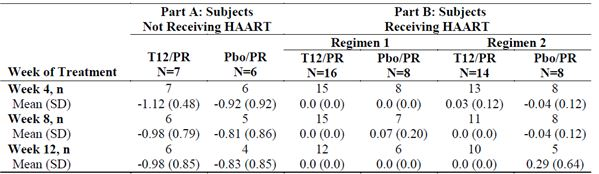 Part A: Subjects Part B: Subjects
Not Receiving HAART Receiving HAART
Regimen 1 Regimen 2
T12/PR Pbo/PR T12/PR Pbo/PR T12/PR Pbo/PR
Week of Treatment N=7 N=6 N=16 N=8 N=14 N=8
Week 4, n 7 6 15 8 13 8
Mean (SD) -1.12 (0.48) -0.92 (0.92) 0.0 (0.0) 0.0 (0.0) 0.03 (0.12) -0.04 (0.12)
Week 8, n 6 5 15 7 11 8
Mean (SD) -0.98 (0.79) -0.81 (0.86) 0.0 (0.0) 0.07 (0.20) 0.0 (0.0) -0.04 (0.12)
Week 12, n 6 4 12 6 10 5
Mean (SD) -0.98 (0.85) -0.83 (0.85) 0.0 (0.0) 0.0 (0.0) 0.0 (0.0) 0.29 (0.64)